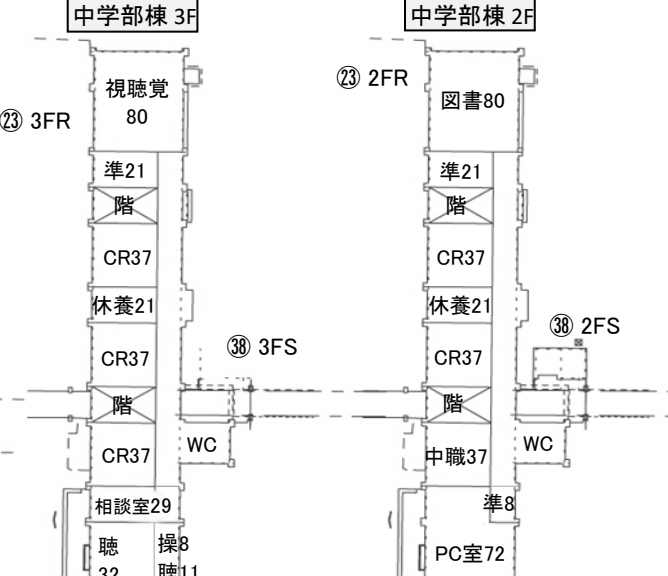 中学部棟 3F
㉓ 3FR
視聴覚
80
準21
階
CR37
休養21
CR37
㊳ 3FS
階
CR37
WC
相談室29
聴
32
操8
聴11
中学部棟 2F
㉓ 2FR
図書80
準21
階
CR37
休養21
CR37
㊳ 2FS
階
中職37
WC
準8
PC室72